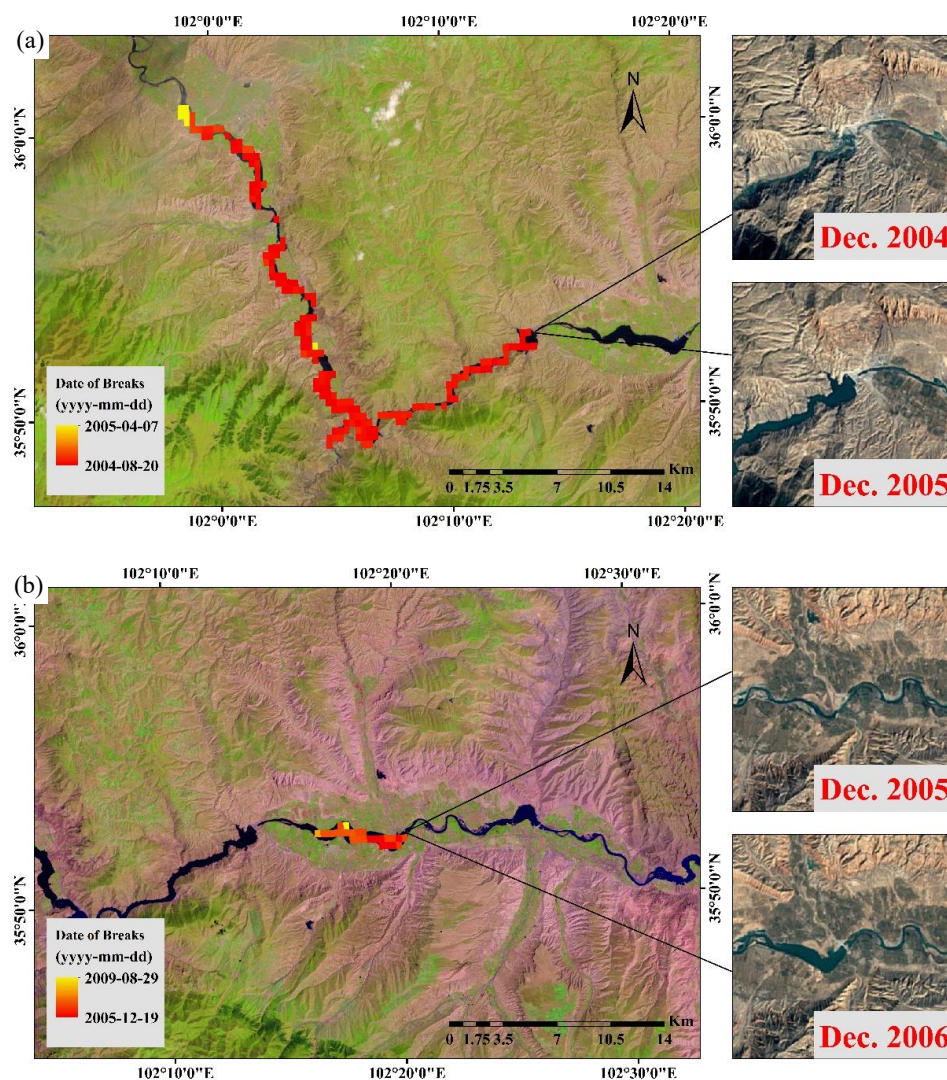 (a)
102°0'0"E 102°10'0"E 102°20'0"E
36°0'0"N
35°50'0"N
N
36°0'0"N
35°50'0"N
Date of Breaks
(yyyy-mm-dd)
2005-04-07
2004-08-20
Km
0 1.75 3.5 7 10.5 14
102°0'0"E 102°10'0"E 102°20'0"E
Dec. 2004
Dec. 2005
(b)
102°10'0"E 102°20'0"E 102°30'0"E
36°0'0"N
35°50'0"N
N
36°0'0"N
35°50'0"N
Date of Breaks
(yyyy-mm-dd)
2009-08-29
2005-12-19
Km
0 1.75 3.5 7 10.5 14
102°10'0"E 102°20'0"E 102°30'0"E
Dec. 2005
Dec. 2006